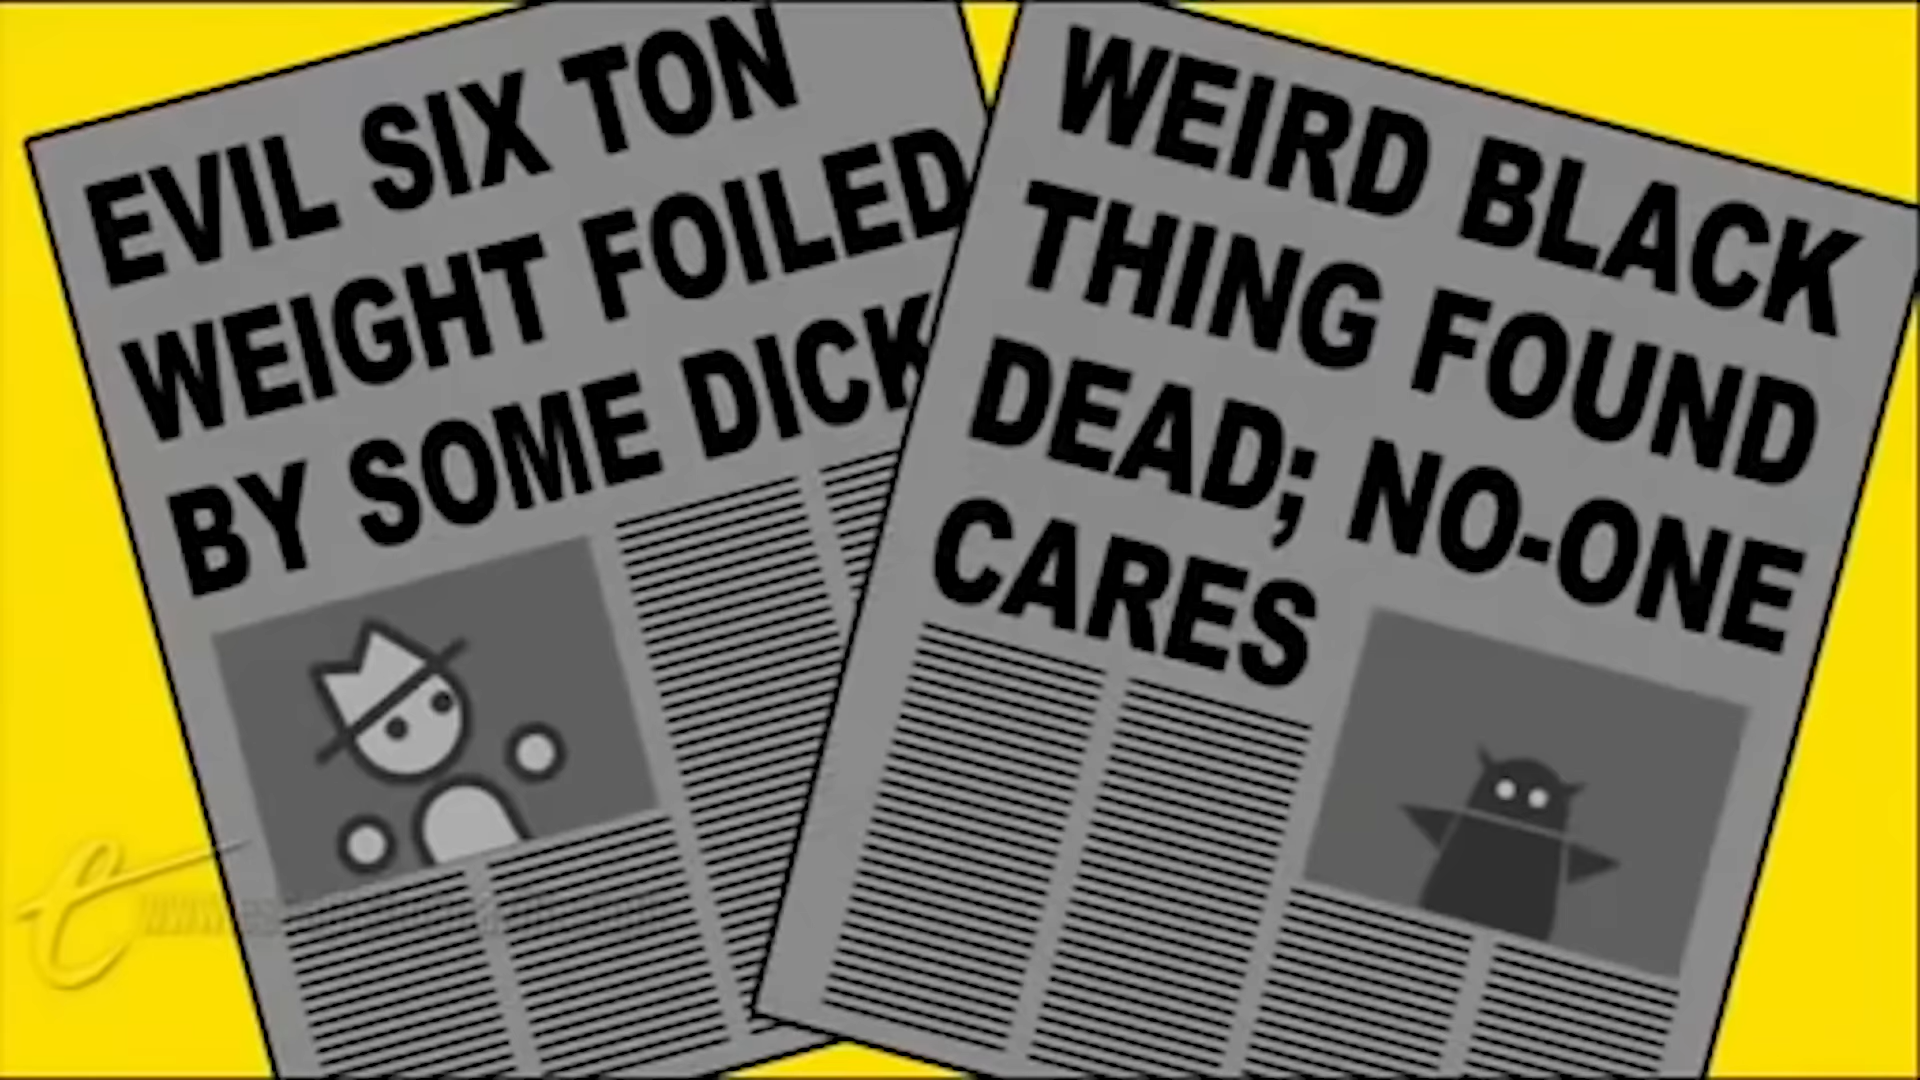 EVIL SIX TON
WEIGHT FOILED
BY SOME DICK
WEIRD BLACK
THING FOUND
DEAD; NO-ONE
CARES